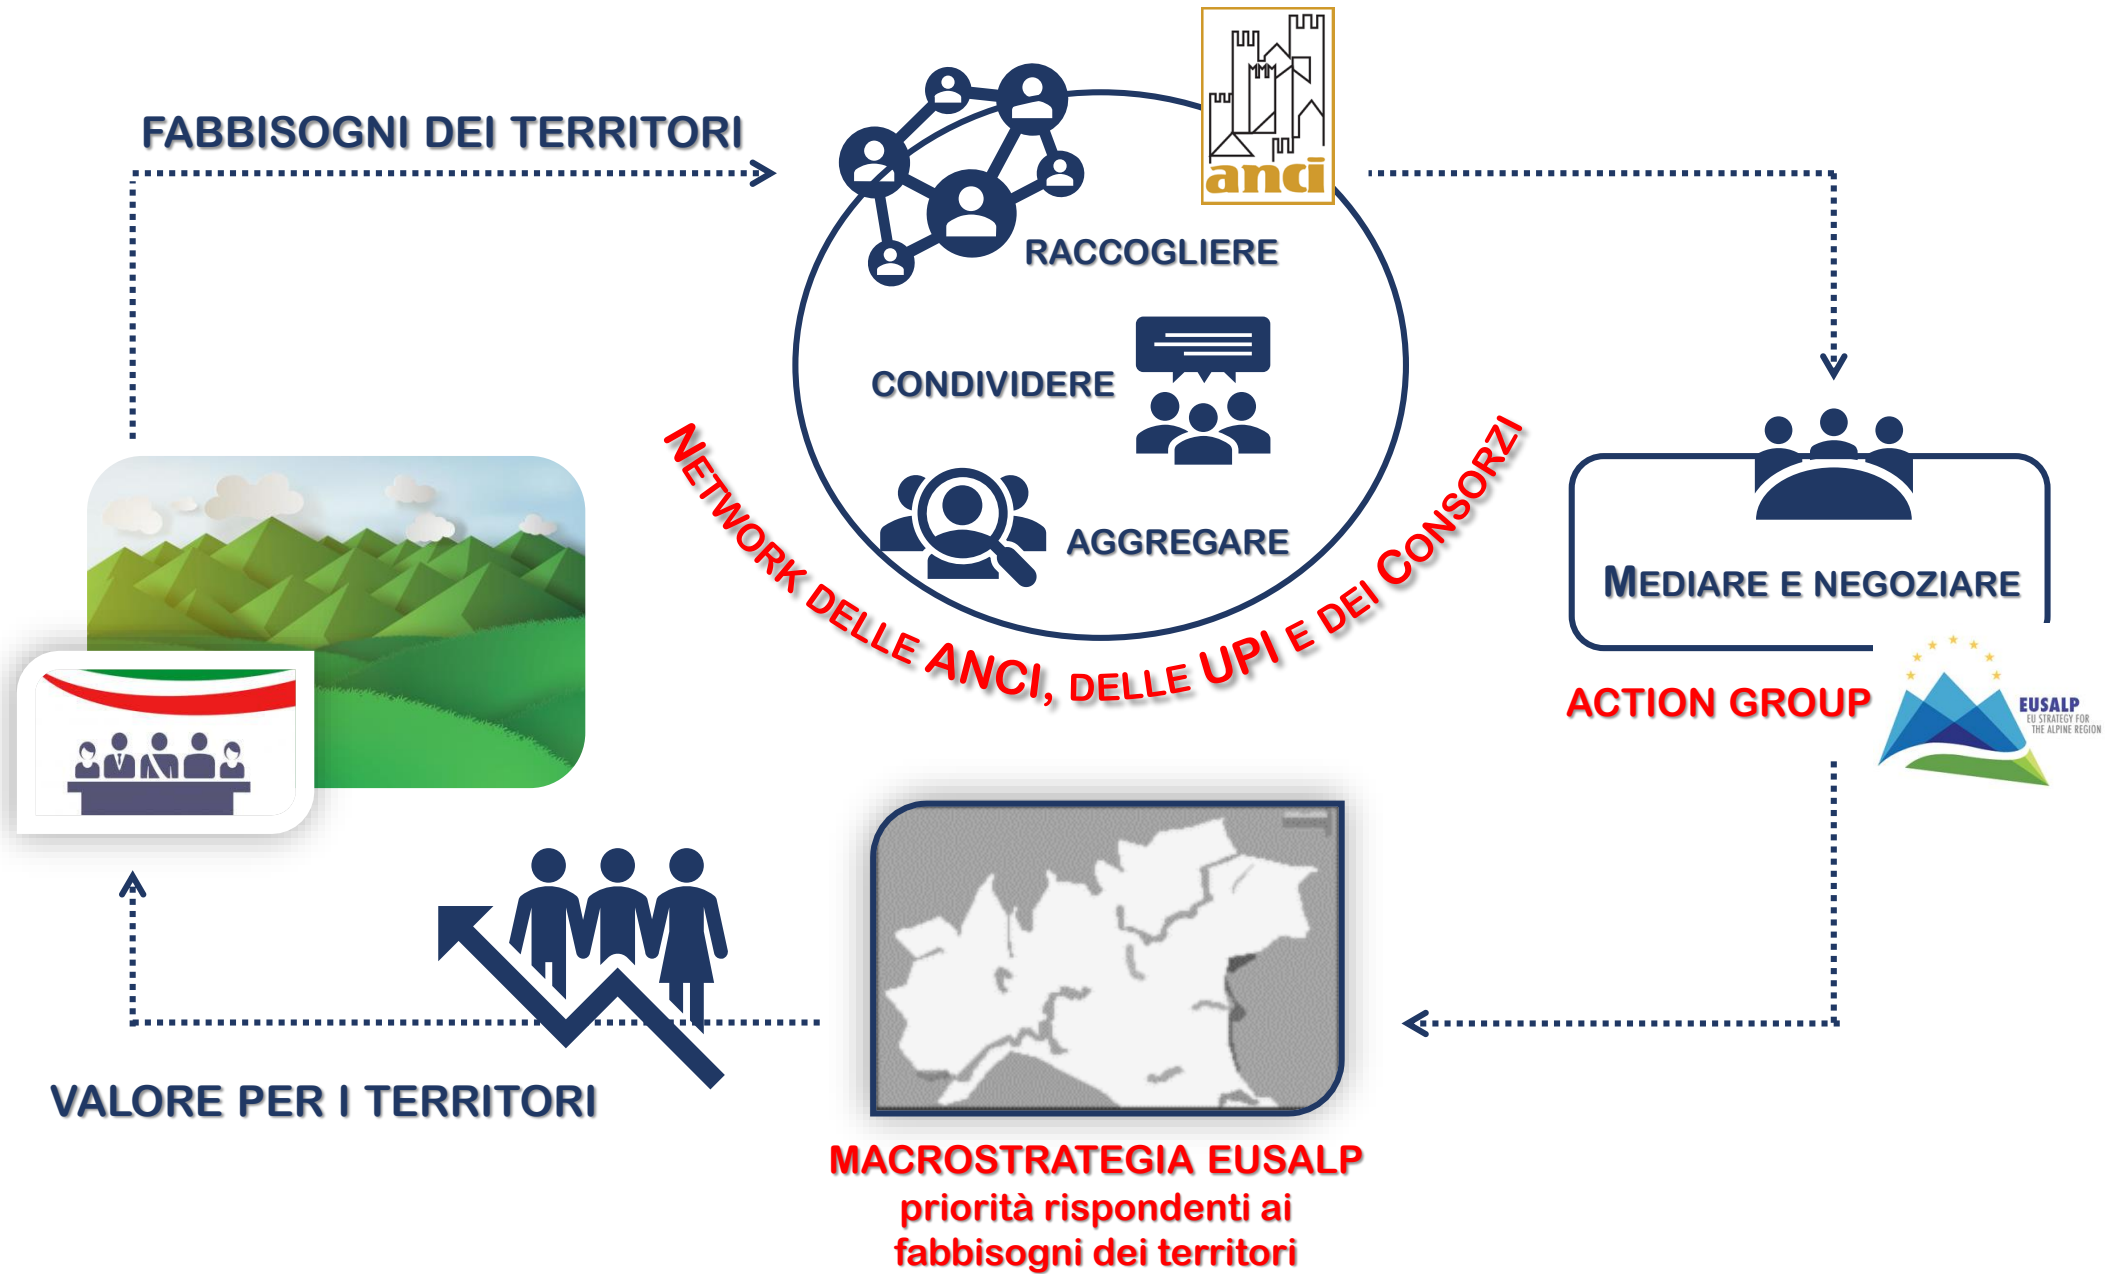 FABBISOGNI DEI TERRITORI
anci
RACCOGLIERE
CONDIVIDERE
AGGREGARE
NETWORK DELLE ANCI, DELLE UPI E DEI CONSORZI
MEDIARE E NEGOZIARE
ACTION GROUP
EUSALP
EU STRATEGY FOR
THE ALPINE REGION
VALORE PER I TERRITORI
MACROSTRATEGIA EUSALP
priorità rispondenti ai
fabbisogni dei territori